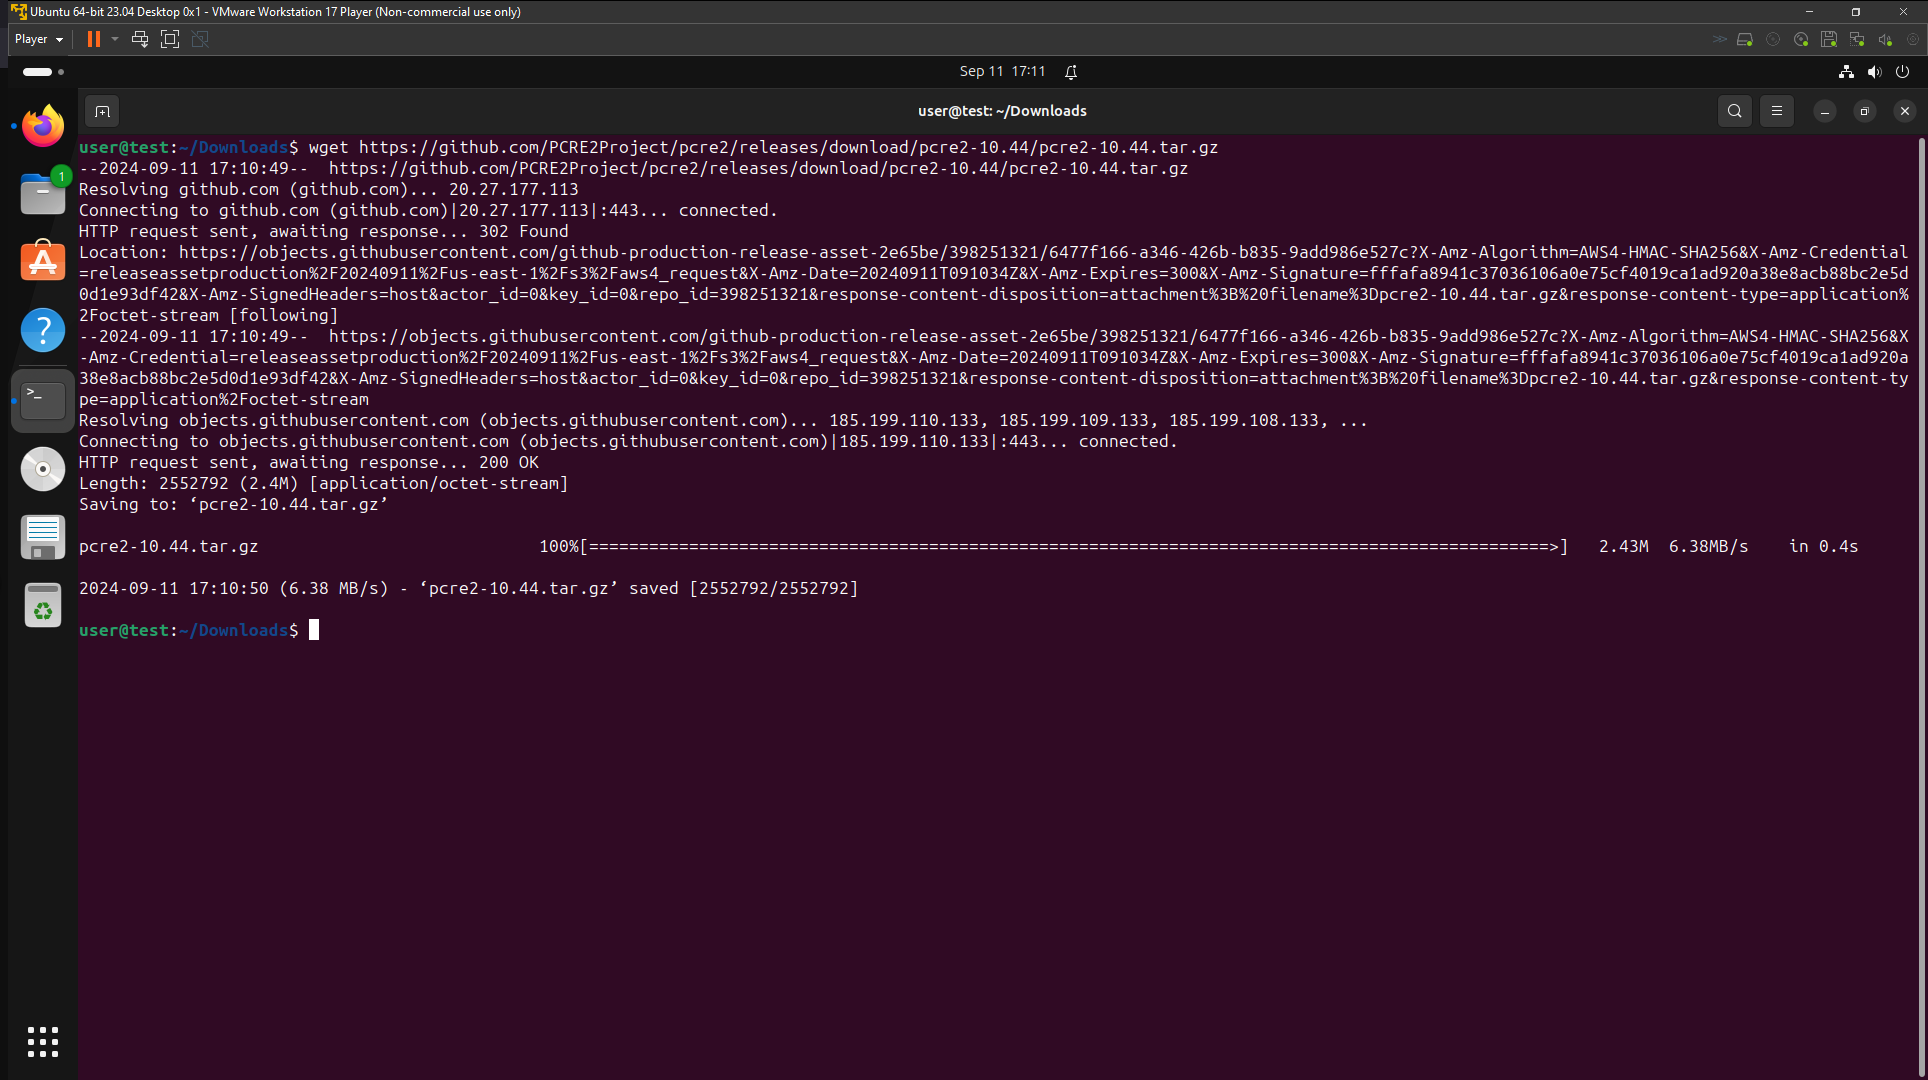 Ubuntu 64-bit 23.04 Desktop 0x1 - VMware Workstation 17 Player (Non-commercial use only)
Player
Sep 11 17:11
user@test: ~/Downloads
1
user@test:~/Downloads$ wget https://github.com/PCRE2Project/pcre2/releases/download/pcre2-10.44/pcre2-10.44.tar.gz
--2024-09-11 17:10:49--  https://github.com/PCRE2Project/pcre2/releases/download/pcre2-10.44/pcre2-10.44.tar.gz
Resolving github.com (github.com)... 20.27.177.113
Connecting to github.com (github.com)|20.27.177.113|:443... connected.
HTTP request sent, awaiting response... 302 Found
Location: https://objects.githubusercontent.com/github-production-release-asset-2e65be/398251321/6477f166-a346-426b-b835-9add986e527c?X-Amz-Algorithm=AWS4-HMAC-SHA256&X-Amz-Credential
=releaseassetproduction%2F20240911%2Fus-east-1%2Fs3%2Faws4_request&X-Amz-Date=20240911T091034Z&X-Amz-Expires=300&X-Amz-Signature=fffafa8941c37036106a0e75cf4019ca1ad920a38e8acb88bc2e5d
0d1e93df42&X-Amz-SignedHeaders=host&actor_id=0&key_id=0&repo_id=398251321&response-content-disposition=attachment%3B%20filename%3Dpcre2-10.44.tar.gz&response-content-type=application%
2Foctet-stream [following]
--2024-09-11 17:10:49--  https://objects.githubusercontent.com/github-production-release-asset-2e65be/398251321/6477f166-a346-426b-b835-9add986e527c?X-Amz-Algorithm=AWS4-HMAC-SHA256&X
-Amz-Credential=releaseassetproduction%2F20240911%2Fus-east-1%2Fs3%2Faws4_request&X-Amz-Date=20240911T091034Z&X-Amz-Expires=300&X-Amz-Signature=fffafa8941c37036106a0e75cf4019ca1ad920a
38e8acb88bc2e5d0d1e93df42&X-Amz-SignedHeaders=host&actor_id=0&key_id=0&repo_id=398251321&response-content-disposition=attachment%3B%20filename%3Dpcre2-10.44.tar.gz&response-content-ty
pe=application%2Foctet-stream
Resolving objects.githubusercontent.com (objects.githubusercontent.com)... 185.199.110.133, 185.199.109.133, 185.199.108.133, ...
Connecting to objects.githubusercontent.com (objects.githubusercontent.com)|185.199.110.133|:443... connected.
HTTP request sent, awaiting response... 200 OK
Length: 2552792 (2.4M) [application/octet-stream]
Saving to: ‘pcre2-10.44.tar.gz’
pcre2-10.44.tar.gz 100%[================================================================================================>] 2.43M 6.38MB/s in 0.4s
2024-09-11 17:10:50 (6.38 MB/s) - ‘pcre2-10.44.tar.gz’ saved [2552792/2552792]
user@test:~/Downloads$